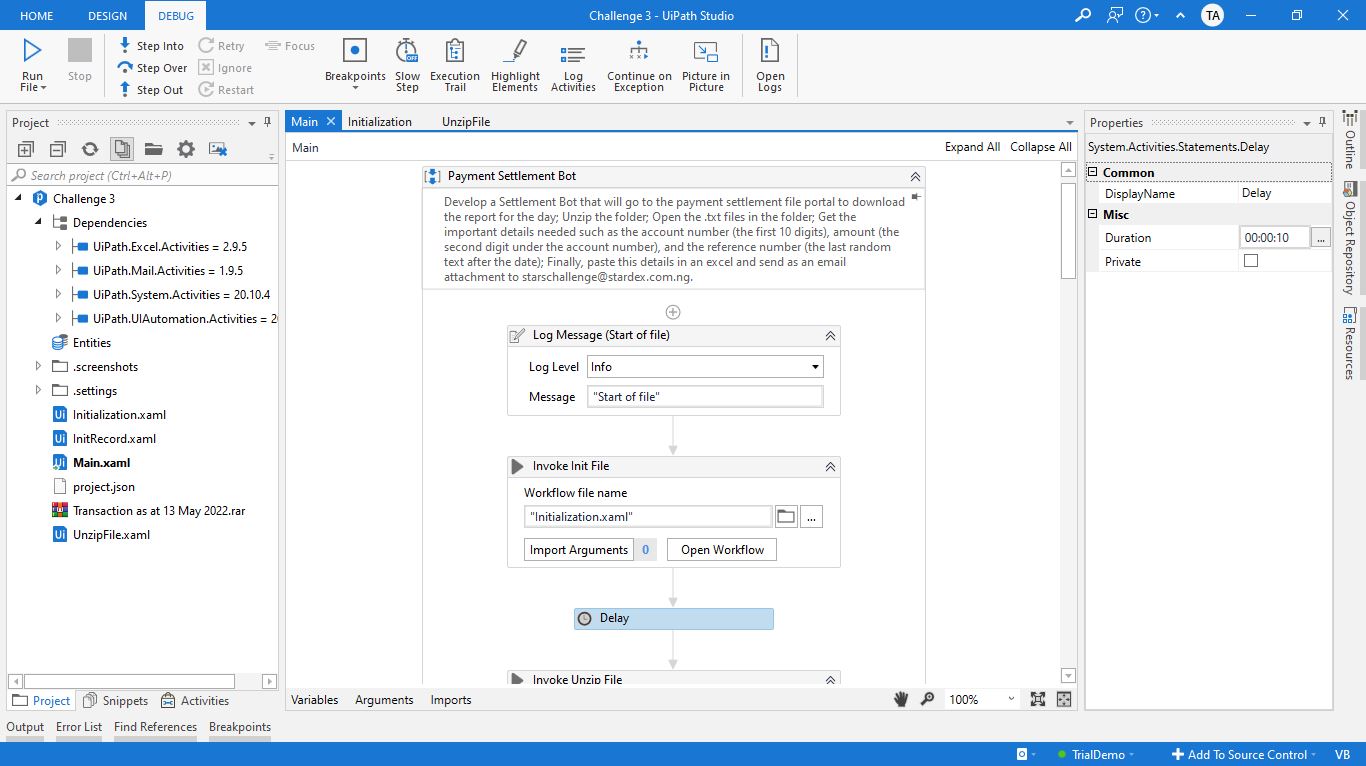 HOME DESIGN DEBUG Challenge 3 - UiPath Studio TA
Run File
Stop
Step Into
Step Over
Step Out
Retry
Ignore
Restart
Focus
Breakpoints
Slow Step
OFF
Execution Trail
Highlight Elements
Log Activities
Continue on Exception
Picture in Picture
Open Logs
Project
Search project (Ctrl+Alt+P)
Challenge 3
Dependencies
UiPath.Excel.Activities = 2.9.5
UiPath.Mail.Activities = 1.9.5
UiPath.System.Activities = 20.10.4
UiPath.UIAutomation.Activities = 2
Entities
.screenshots
.settings
Initialization.xaml
InitRecord.xaml
Main.xaml
project.json
Transaction as at 13 May 2022.rar
UnzipFile.xaml
Project Snippets Activities
Main Initialization UnzipFile
Main Expand All Collapse All
Payment Settlement Bot
Develop a Settlement Bot that will go to the payment settlement file portal to download
the report for the day; Unzip the folder; Open the .txt files in the folder; Get the
important details needed such as the account number (the first 10 digits), amount (the
second digit under the account number), and the reference number (the last random
text after the date); Finally, paste this details in an excel and send as an email
attachment to starschallenge@stardex.com.ng.
Log Message (Start of file)
Log Level Info
Message "Start of file"
Invoke Init File
Workflow file name
"Initialization.xaml" ...
Import Arguments 0 Open Workflow
Delay
Invoke Unzip File
Variables Arguments Imports 100%
Properties
System.Activities.Statements.Delay
Common
DisplayName Delay
Misc
Duration 00:00:10 ...
Private
Outline
Object Repository
Resources
Output Error List Find References Breakpoints
TrialDemo Add To Source Control VB